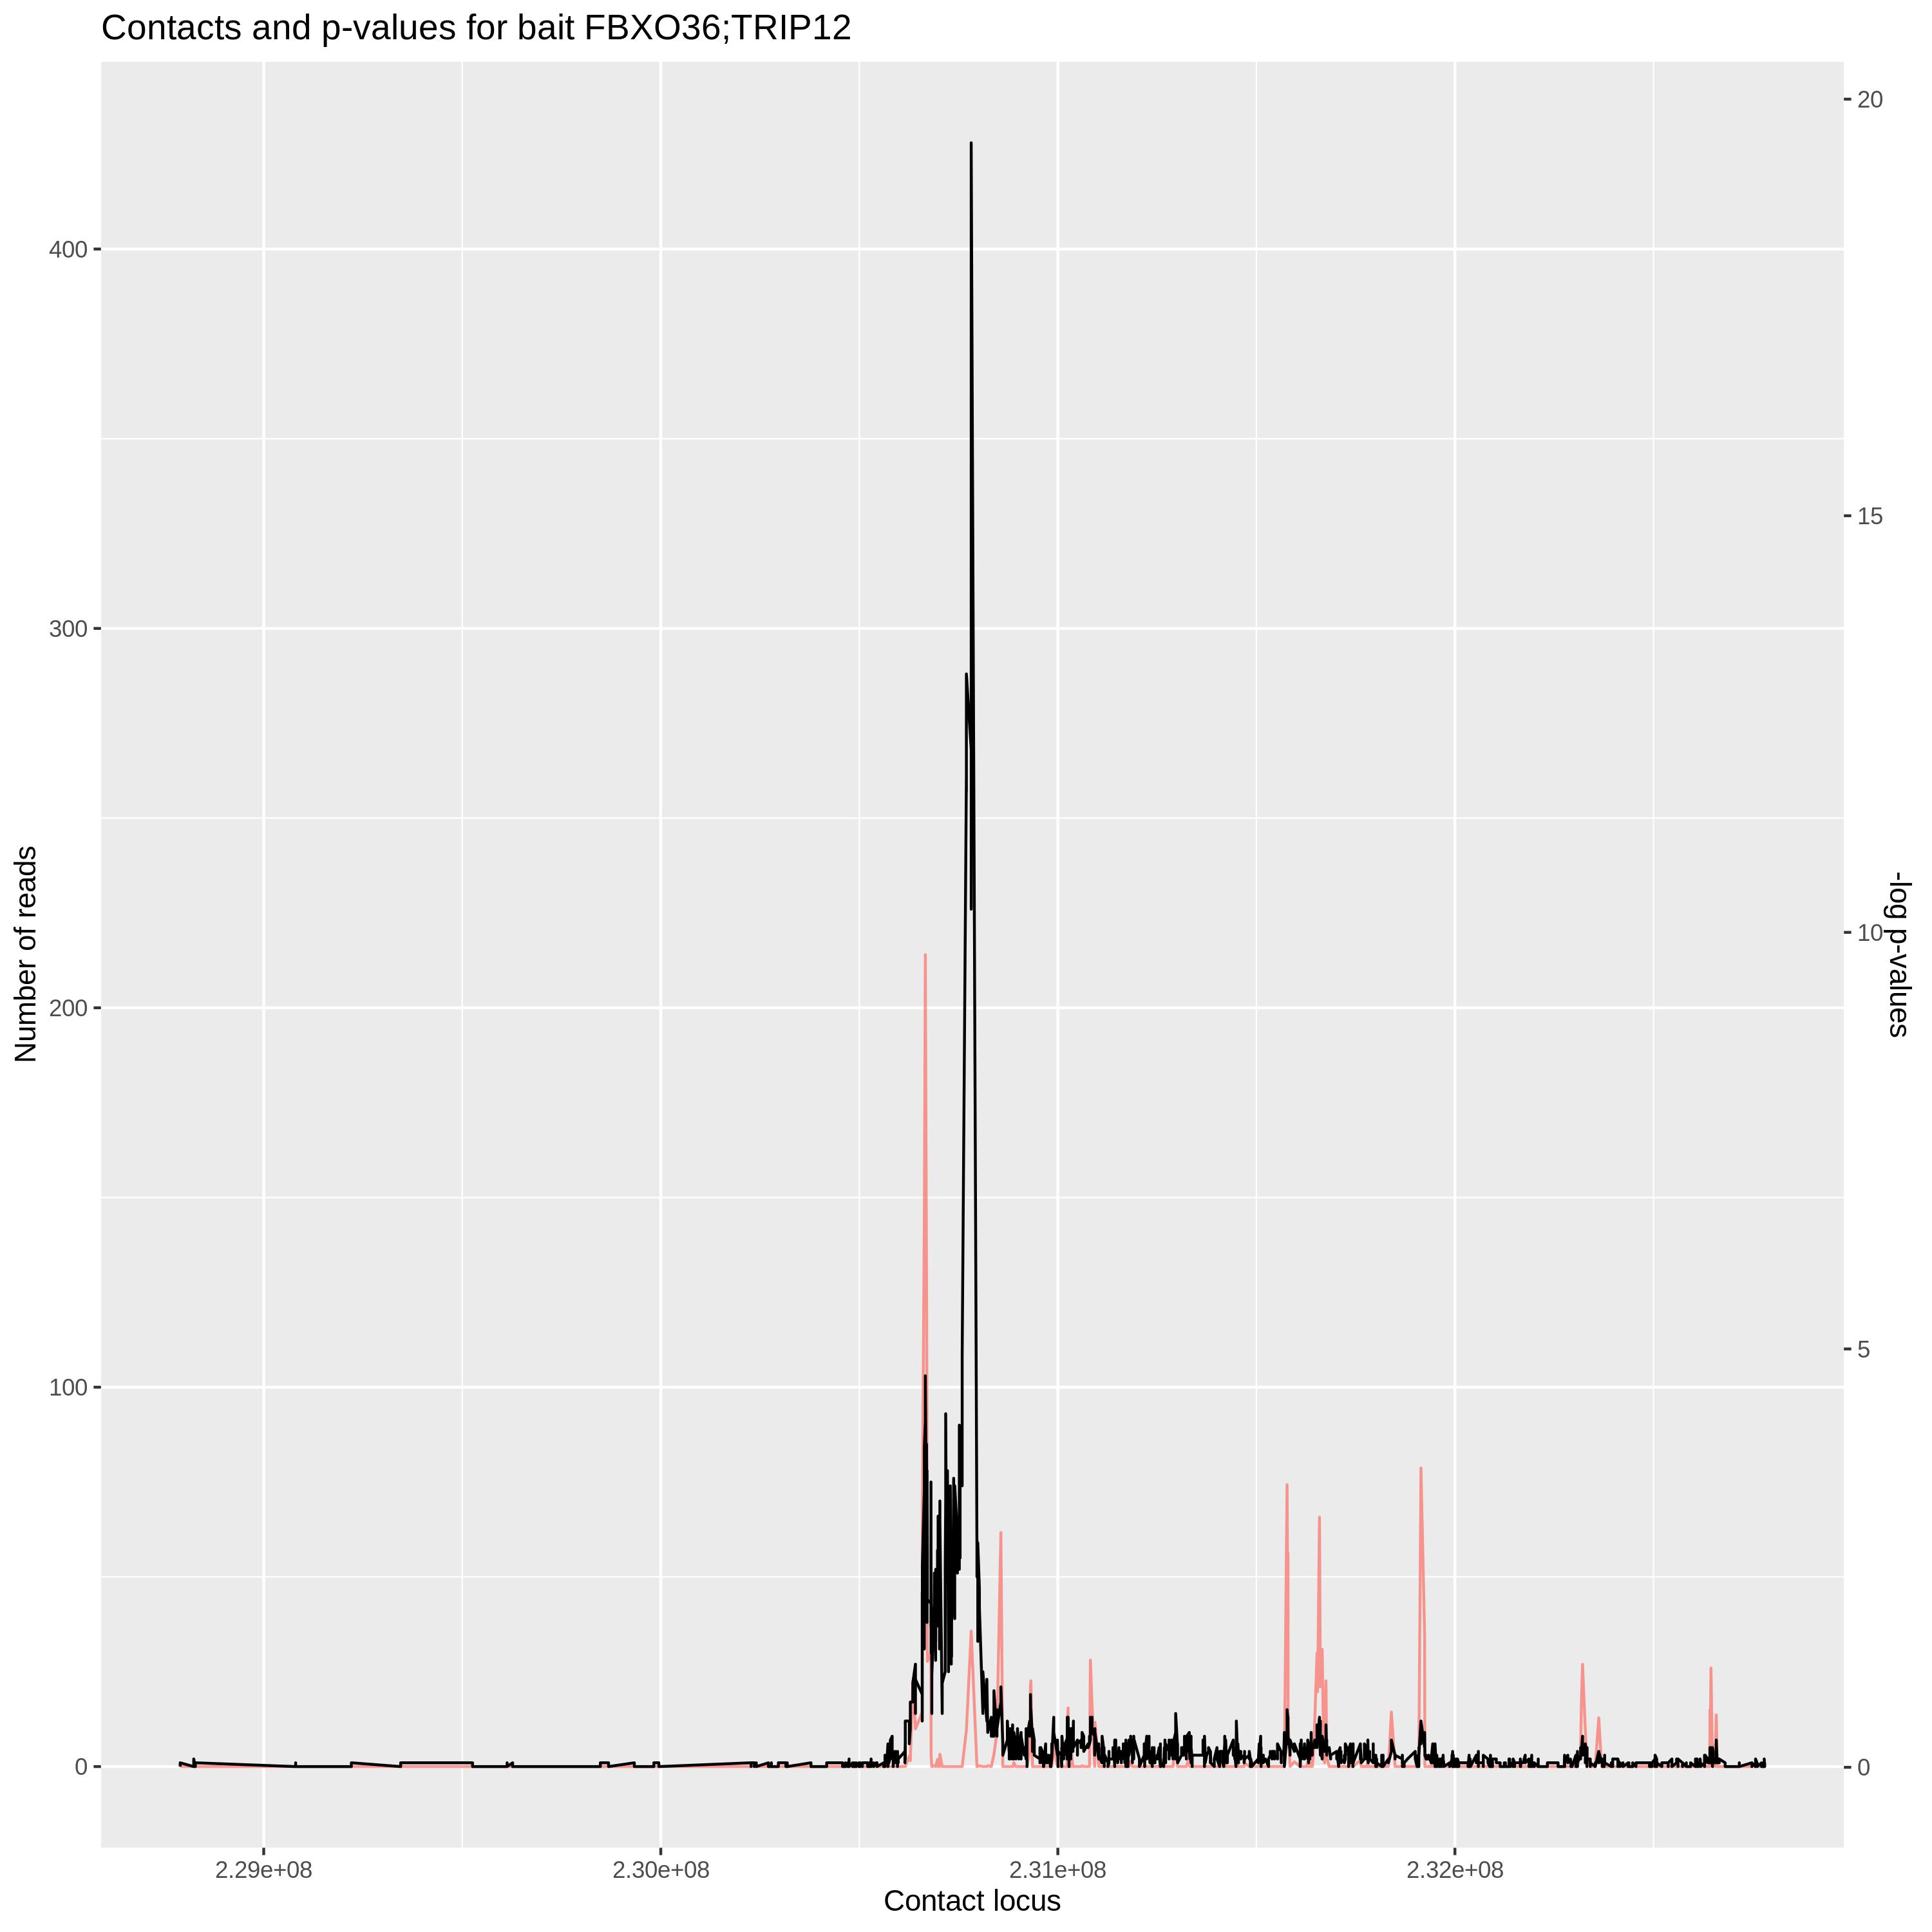 Contacts and p-values for bait FBXO36;TRIP12
400
300
200
100
0
Number of reads
20
15
10
5
0
-log p-values
2.29e+08
2.30e+08
2.31e+08
2.32e+08
Contact locus